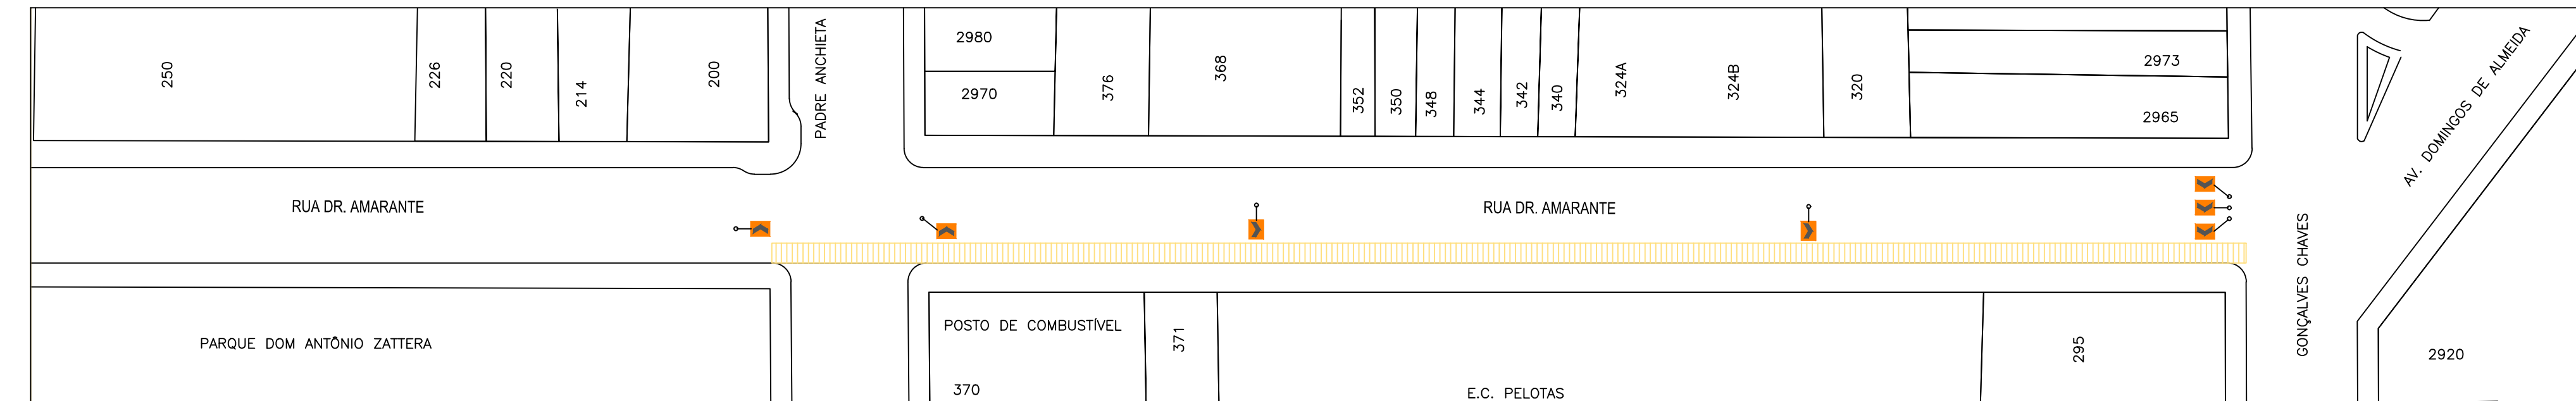 250
226
220
214
200
PADRE ANCHIETA
2980
2970
376
368
352
350
348
344
342
340
324A
324B
320
2973
2965
AV. DOMINGOS DE ALMEIDA
RUA DR. AMARANTE
RUA DR. AMARANTE
GONÇALVES CHAVES
PARQUE DOM ANTÔNIO ZATTERA
POSTO DE COMBUSTÍVEL
370
371
E.C. PELOTAS
295
2920